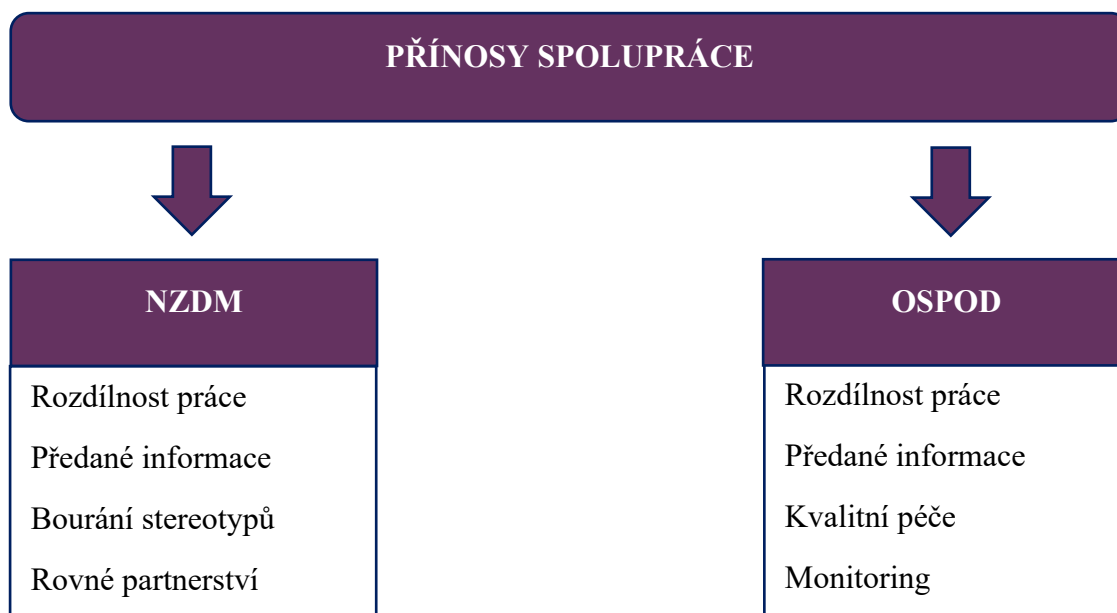 PŘÍNOSY SPOLUPRÁCE
NZDM
Rozdílnost práce
Předané informace
Bourání stereotypů
Rovné partnerství
OSPOD
Rozdílnost práce
Předané informace
Kvalitní péče
Monitoring